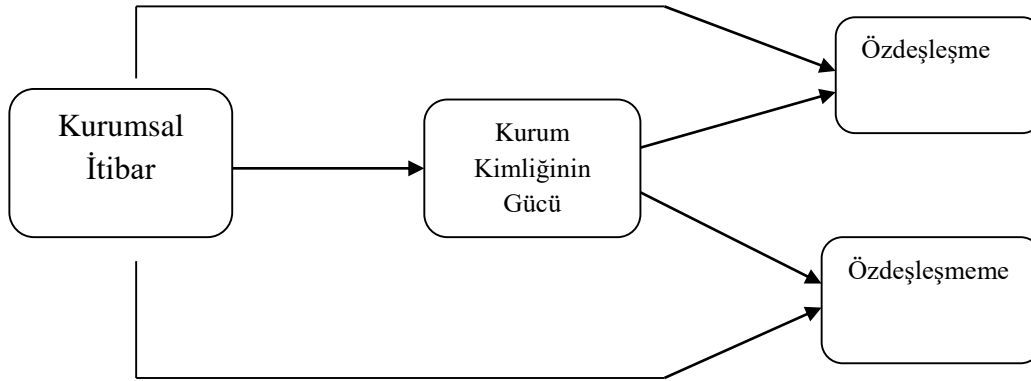 Kurumsal
İtibar
Kurum
Kimliğinin
Gücü
Özdeşleşme
Özdeşleşmeme